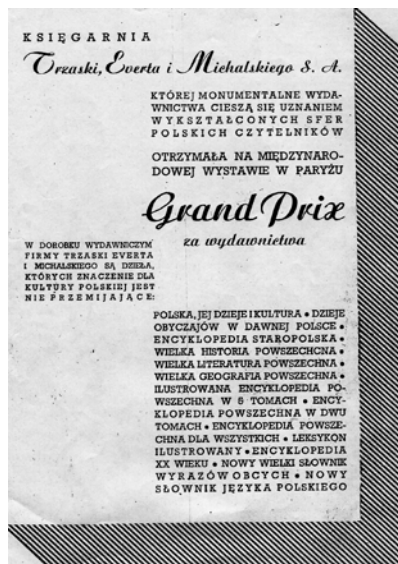 KSIĘGARNIA
Trzaski, Everta i Michalskiego S. A.
KTÓREJ MONUMENTALNE WYDA-
WNICTWA CIESZĄ SIĘ UZNANIEM
WYKSZTAŁCONYCH SFER
POLSKICH CZYTELNIKÓW
OTRZYMAŁA NA MIĘDZYNARO-
DOWEJ WYSTAWIE W PARYŻU
Grand Prix
za wydawnictwa
W DOROBKU WYDAWNICZYM
FIRMY TRZASKI EVERTA
I MICHALSKIEGO SĄ DZIEŁA,
KTÓRYCH ZNACZENIE DLA
KULTURY POLSKIEJ JEST
NIE PRZEMIJAJĄCE:
POLSKA, JEJ DZIEJE I KULTURA • DZIEJE
OBYCZAJÓW W DAWNEJ POLSCE •
ENCYKLOPEDIA STAROPOLSKA •
WIELKA HISTORIA POWSZECHCNA •
WIELKA LITERATURA POWSZECHNA •
WIELKA GEOGRAFIA POWSZECHNA •
ILUSTROWANA ENCYKLOPEDIA PO-
WSZECHNA W 5 TOMACH • ENCY-
KLOPEDIA POWSZECHNA W DWU
TOMACH • ENCYKLOPEDIA POWSZE-
CHNA DLA WSZYSTKICH • LEKSYKON
ILUSTROWANY • ENCYKLOPEDIA
XX WIEKU • NOWY WIELKI SŁOWNIK
WYRAZÓW OBCYCH • NOWY
SŁOWNIK JĘZYKA POLSKIEGO